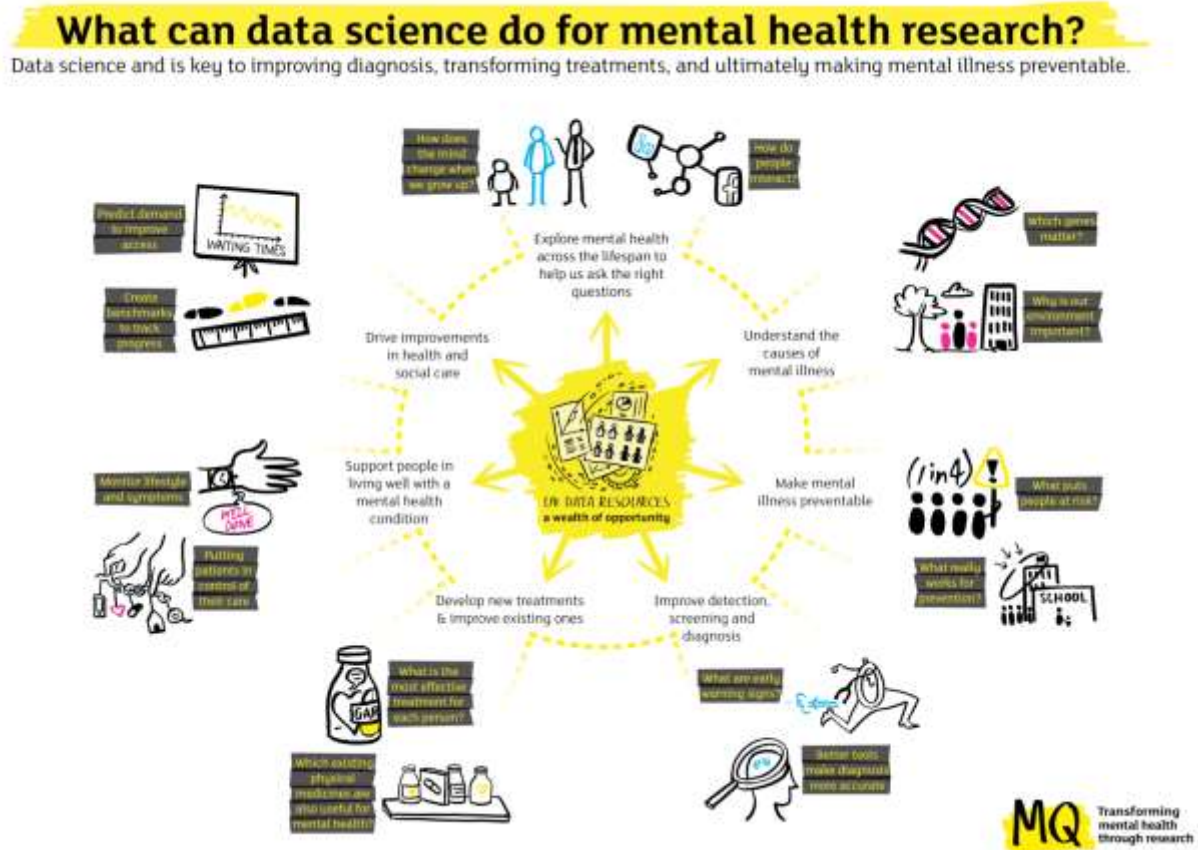 What can data science do for mental health research?
Data science and is key to improving diagnosis, transforming treatments, and ultimately making mental illness preventable.
How does
the mind
change when
we grow up?
How do
people
interact?
Explore mental health
across the lifespan to
help us ask the right
questions
Which genes
matter?
Why is our
environment
important?
Understand the
causes of
mental illness
(1 in 4)
!
What puts
people at risk?
What really
works for
prevention?
SCHOOL
Make mental
illness preventable
Improve detection,
screening and
diagnosis
What are early
warning signs?
Better tools
make diagnosis
more accurate
Develop new treatments
& improve existing ones
What is the
most effective
treatment for
each person?
Which existing
physical
medicines are
also useful for
mental health?
Support people in
living well with a
mental health
condition
Monitor lifestyle
and symptoms
WELL
DONE
Putting
patients in
control of
their care
Drive improvements
in health and
social care
Predict demand
to improve
access
WAITING TIMES
Create
benchmarks
to track
progress
UK DATA RESOURCES
a wealth of opportunity
MQ
Transforming
mental health
through research